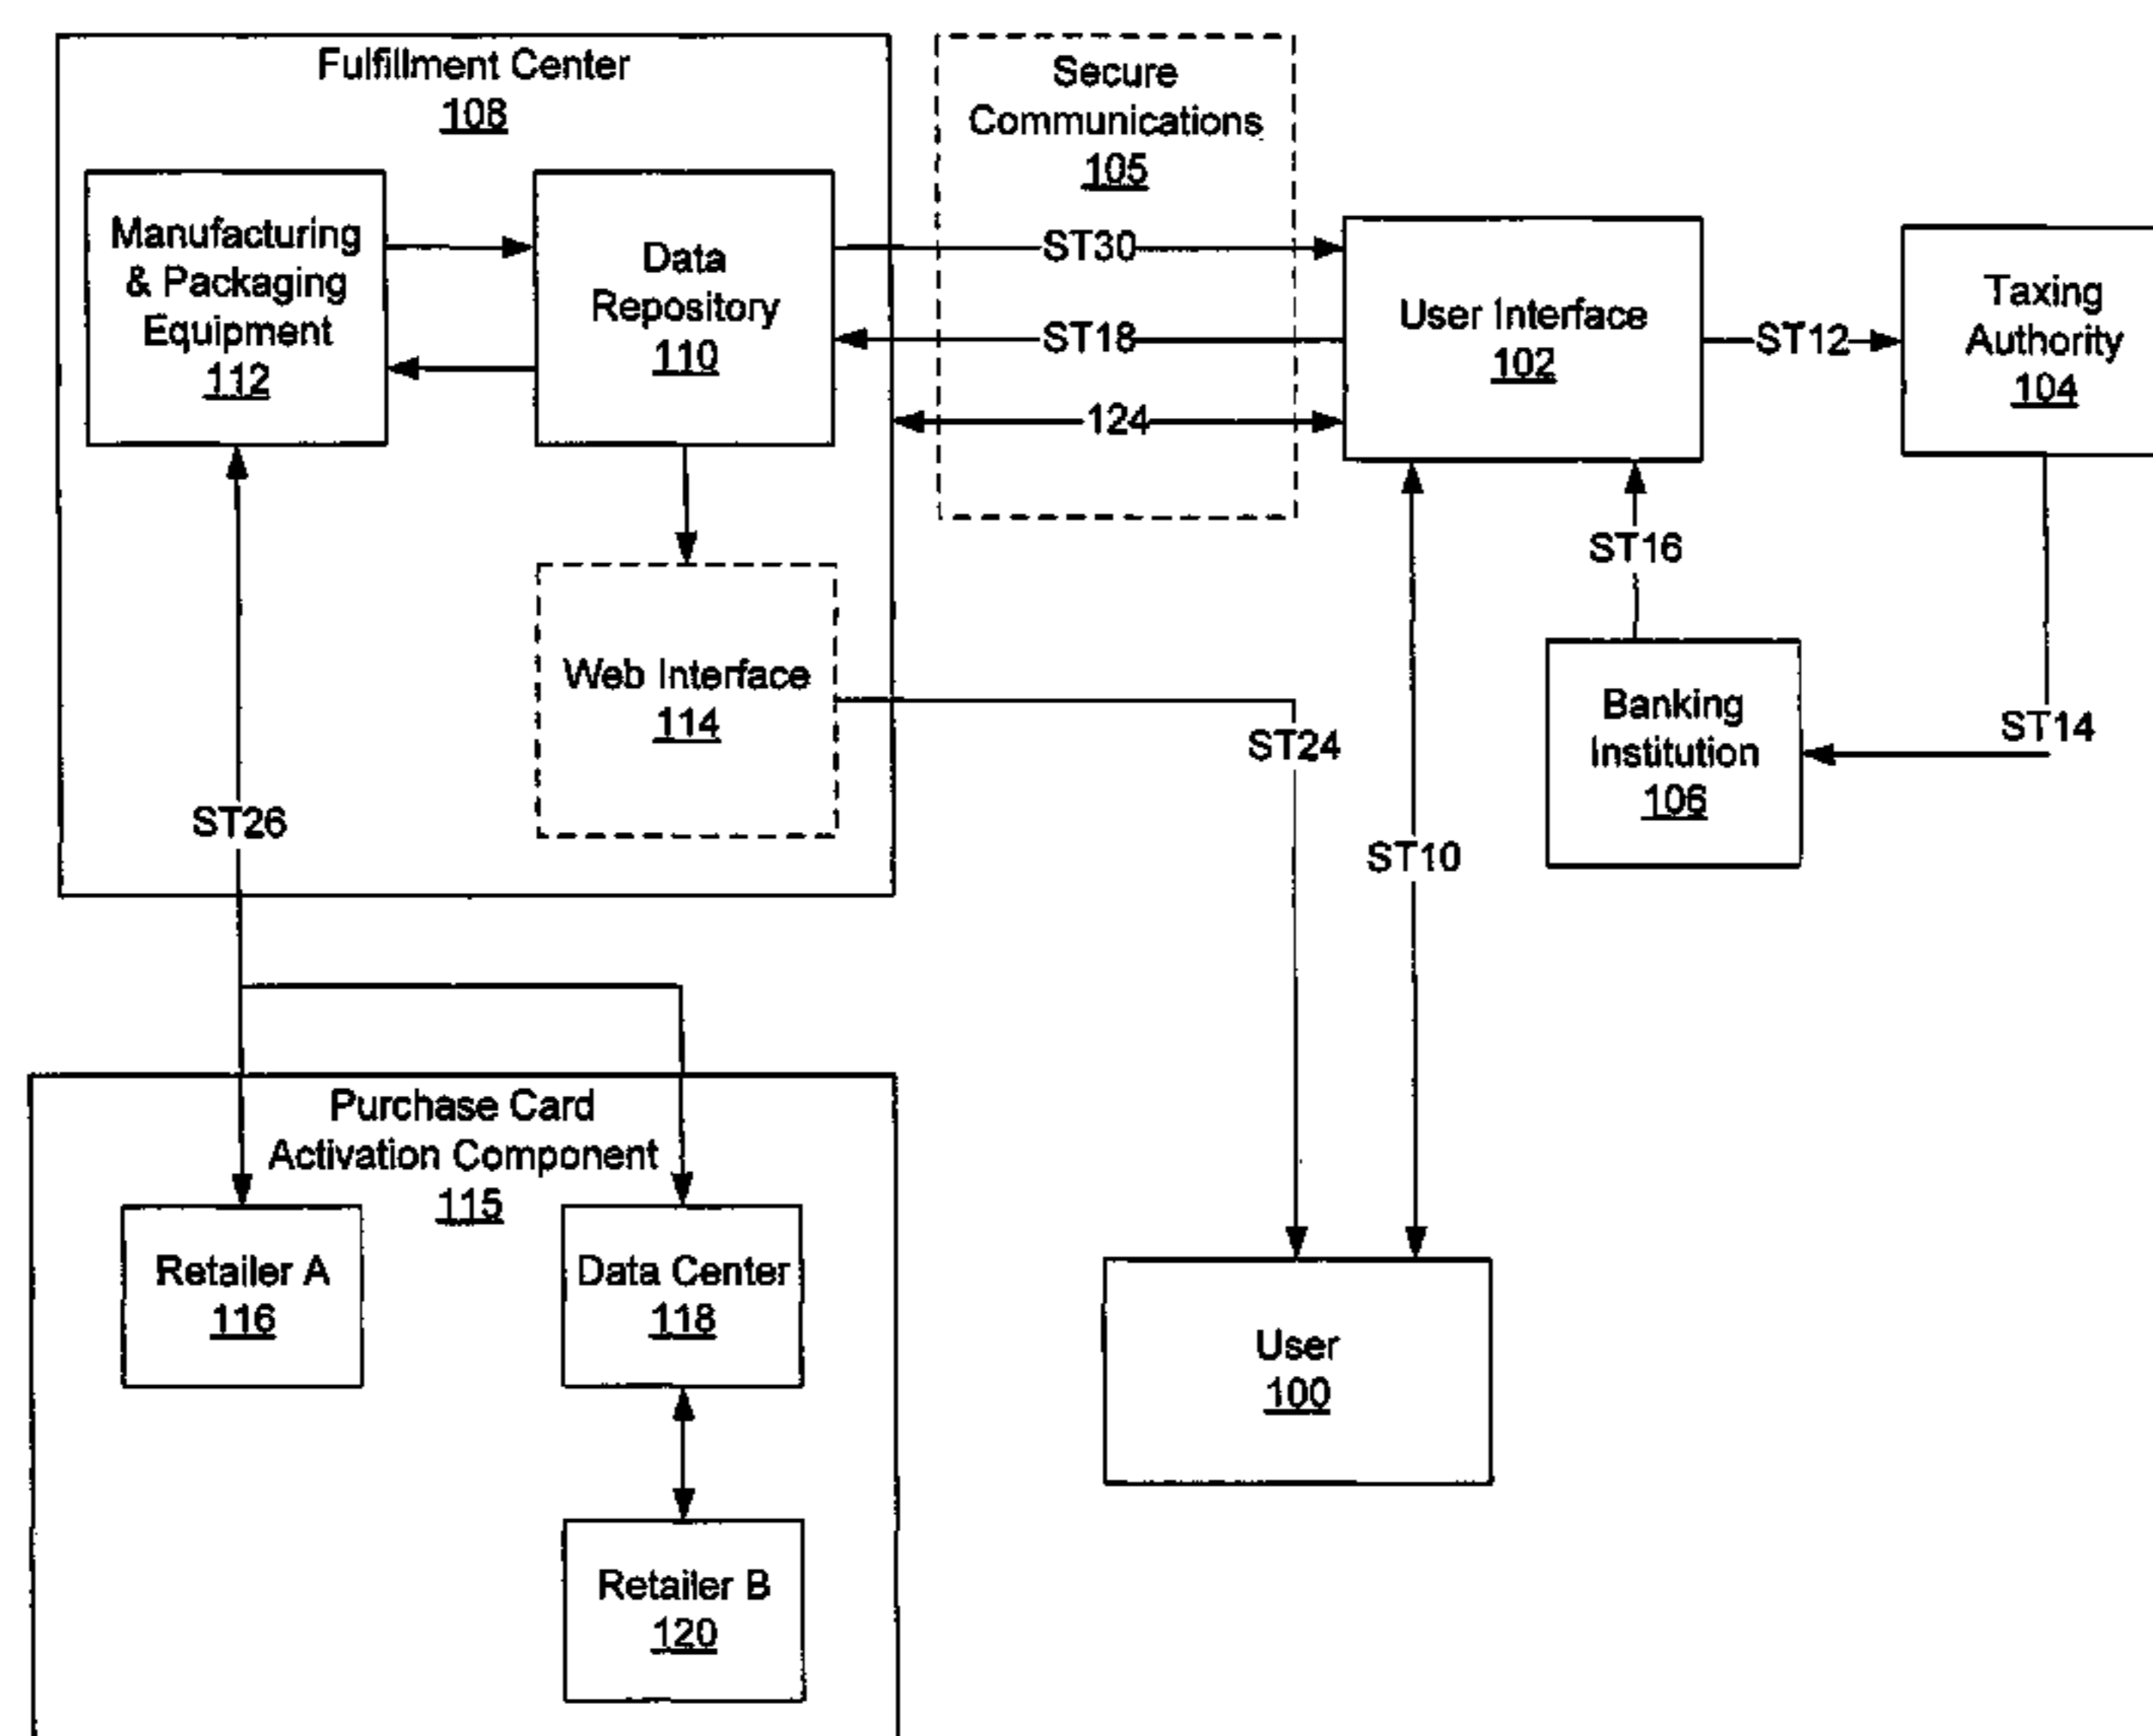 Fulfillment Center
108
Secure
Communications
105
Manufacturing
& Packaging
Equipment
112
Data
Repository
110
ST30
ST18
124
User Interface
102
ST12
Taxing
Authority
104
ST16
ST14
Banking
Institution
106
Web Interface
114
ST24
ST26
ST10
Purchase Card
Activation Component
115
Retailer A
116
Data Center
118
User
100
Retailer B
120